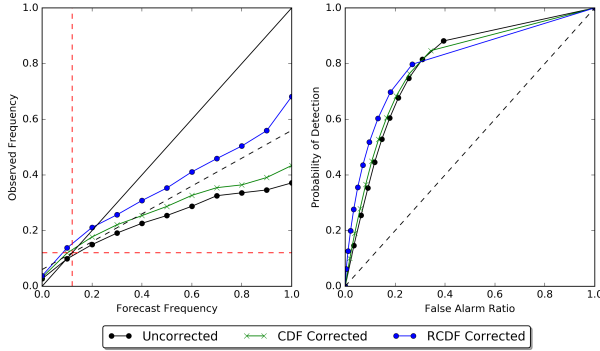 1.0
0.8
0.6
0.4
0.2
0.0
Observed Frequency
0.0 0.2 0.4 0.6 0.8 1.0
Forecast Frequency
1.0
0.8
0.6
0.4
0.2
0.0
Probability of Detection
0.0 0.2 0.4 0.6 0.8 1.0
False Alarm Ratio
Uncorrected CDF Corrected RCDF Corrected